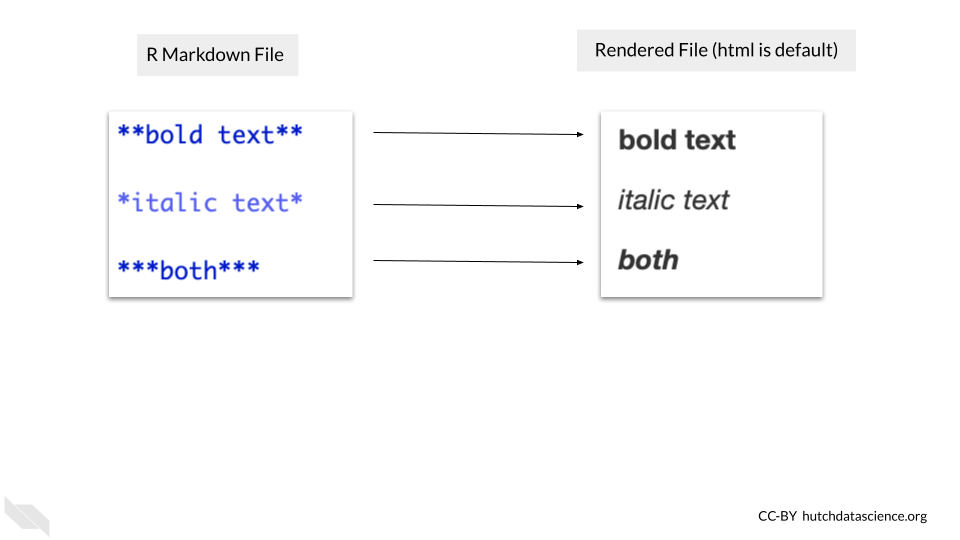 R Markdown File
Rendered File (html is default)
**bold text**
*italic text*
***both***
bold text
italic text
both
CC-BY hutchdatascience.org